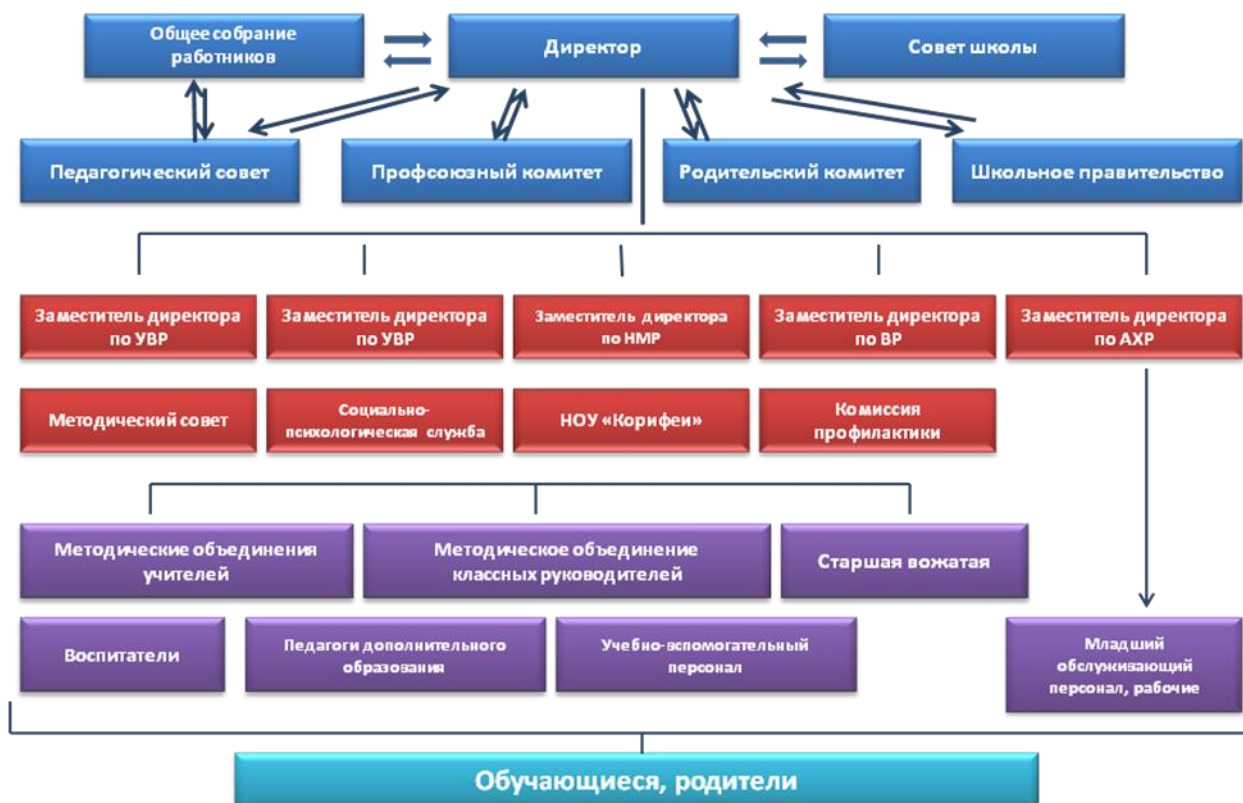 Общее собрание
работников
Директор
Совет школы
Педагогический совет
Профсоюзный комитет
Родительский комитет
Школьное правительство
Заместитель директора
по УВР
Заместитель директора
по УВР
Заместитель директора
по НМР
Заместитель директора
по ВР
Заместитель директора
по АХР
Методический совет
Социально-
психологическая служба
НОУ «Корифеи»
Комиссия
профилактики
Методические объединения
учителей
Методическое объединение
классных руководителей
Старшая вожатая
Воспитатели
Педагоги дополнительного
образования
Учебно-вспомогательный
персонал
Младший
обслуживающий
персонал, рабочие
Обучающиеся, родители